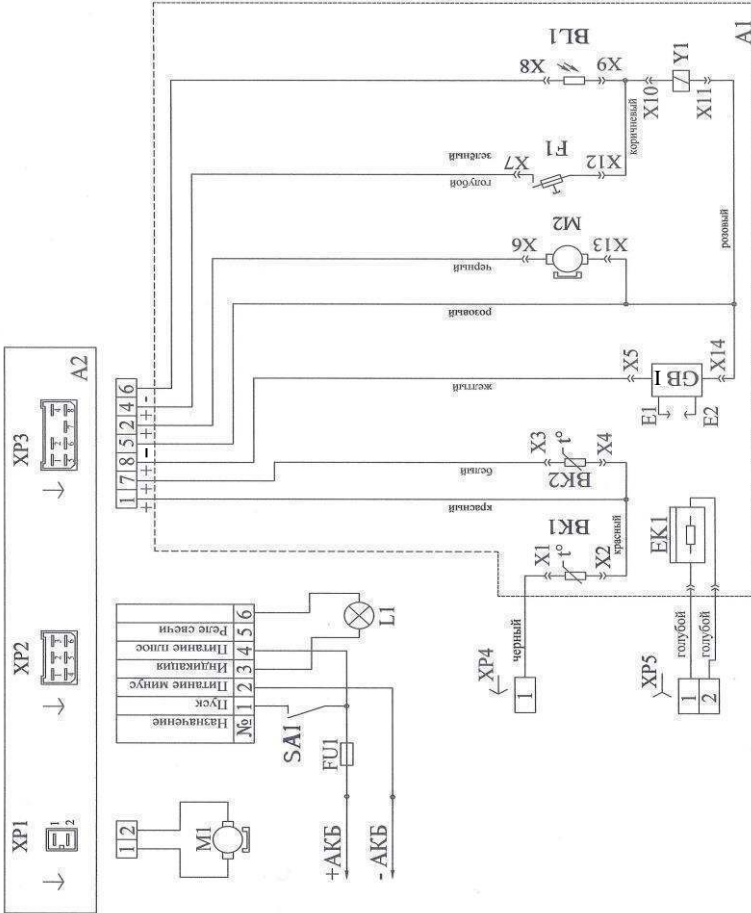 A2
XP1
1
2
XP2
XP3
1 2
M1
№ Назначение
1 Пуск
2 Питание минус
3 Индикация
4 Питание плюс
5 Реле свечи
6
SA1
FU1
L1
+АКБ
- АКБ
1 7 8 5 2 4 6
+ + + - + + -
красный
белый
желтый
розовый
черный
голубой
зелёный
A1
XP4
1
черный
X1
t°
BK1
X2
красный
X3
t°
BK2
X4
X5
GB1
X14
E1
E2
X6
M2
X13
X7
F1
X12
X8
BL1
X9
коричневый
X10
Y1
X11
розовый
XP5
1
2
голубой
голубой
EK1